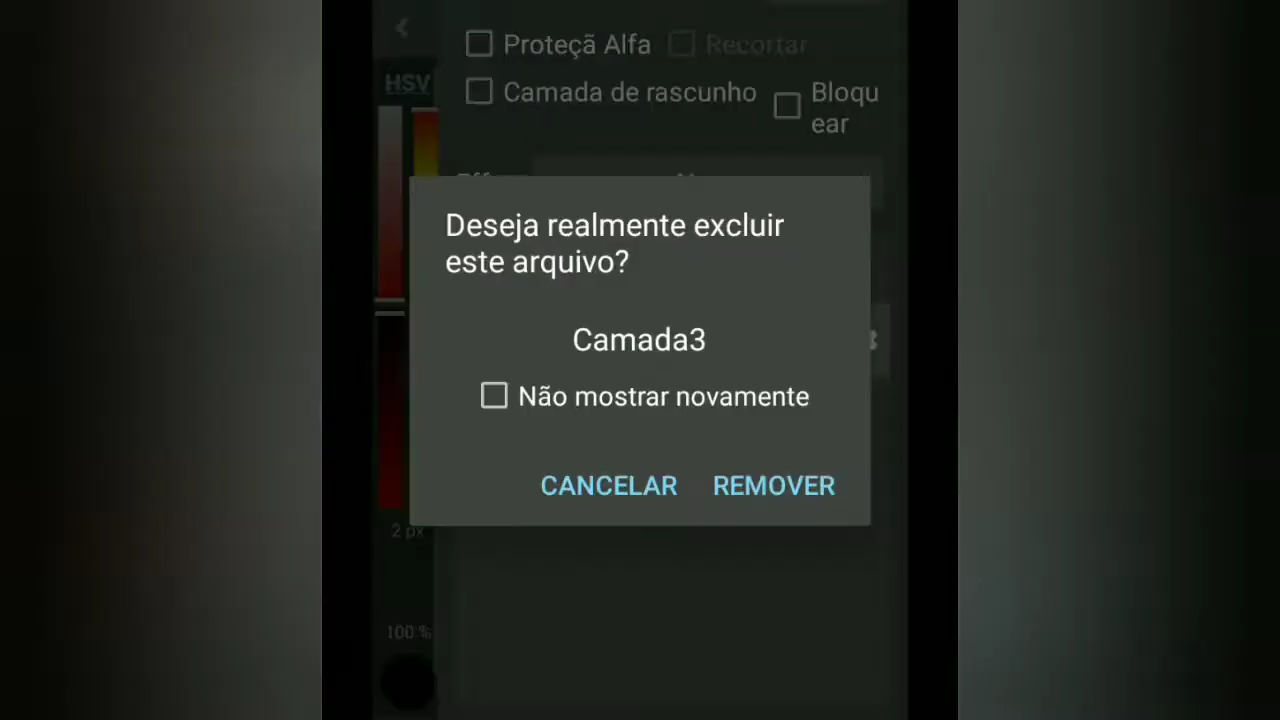 Proteçã Alfa
Recortar
HSV
Camada de rascunho
Bloqu
ear
Deseja realmente excluir
este arquivo?
Camada3
Não mostrar novamente
CANCELAR REMOVER
2 px
100 %